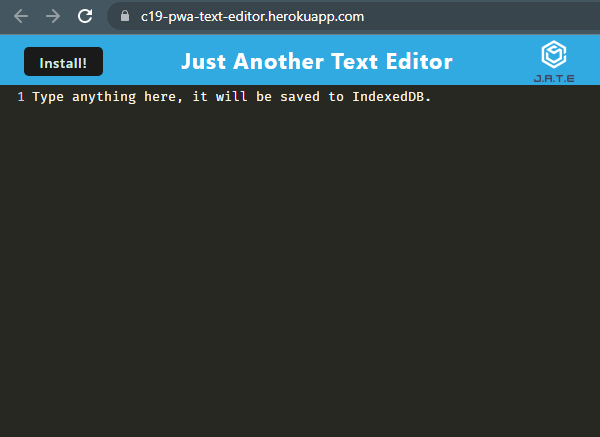 c19-pwa-text-editor.herokuapp.com
Install!
Just Another Text Editor
J.A.T.E
1 Type anything here, it will be saved to IndexedDB.